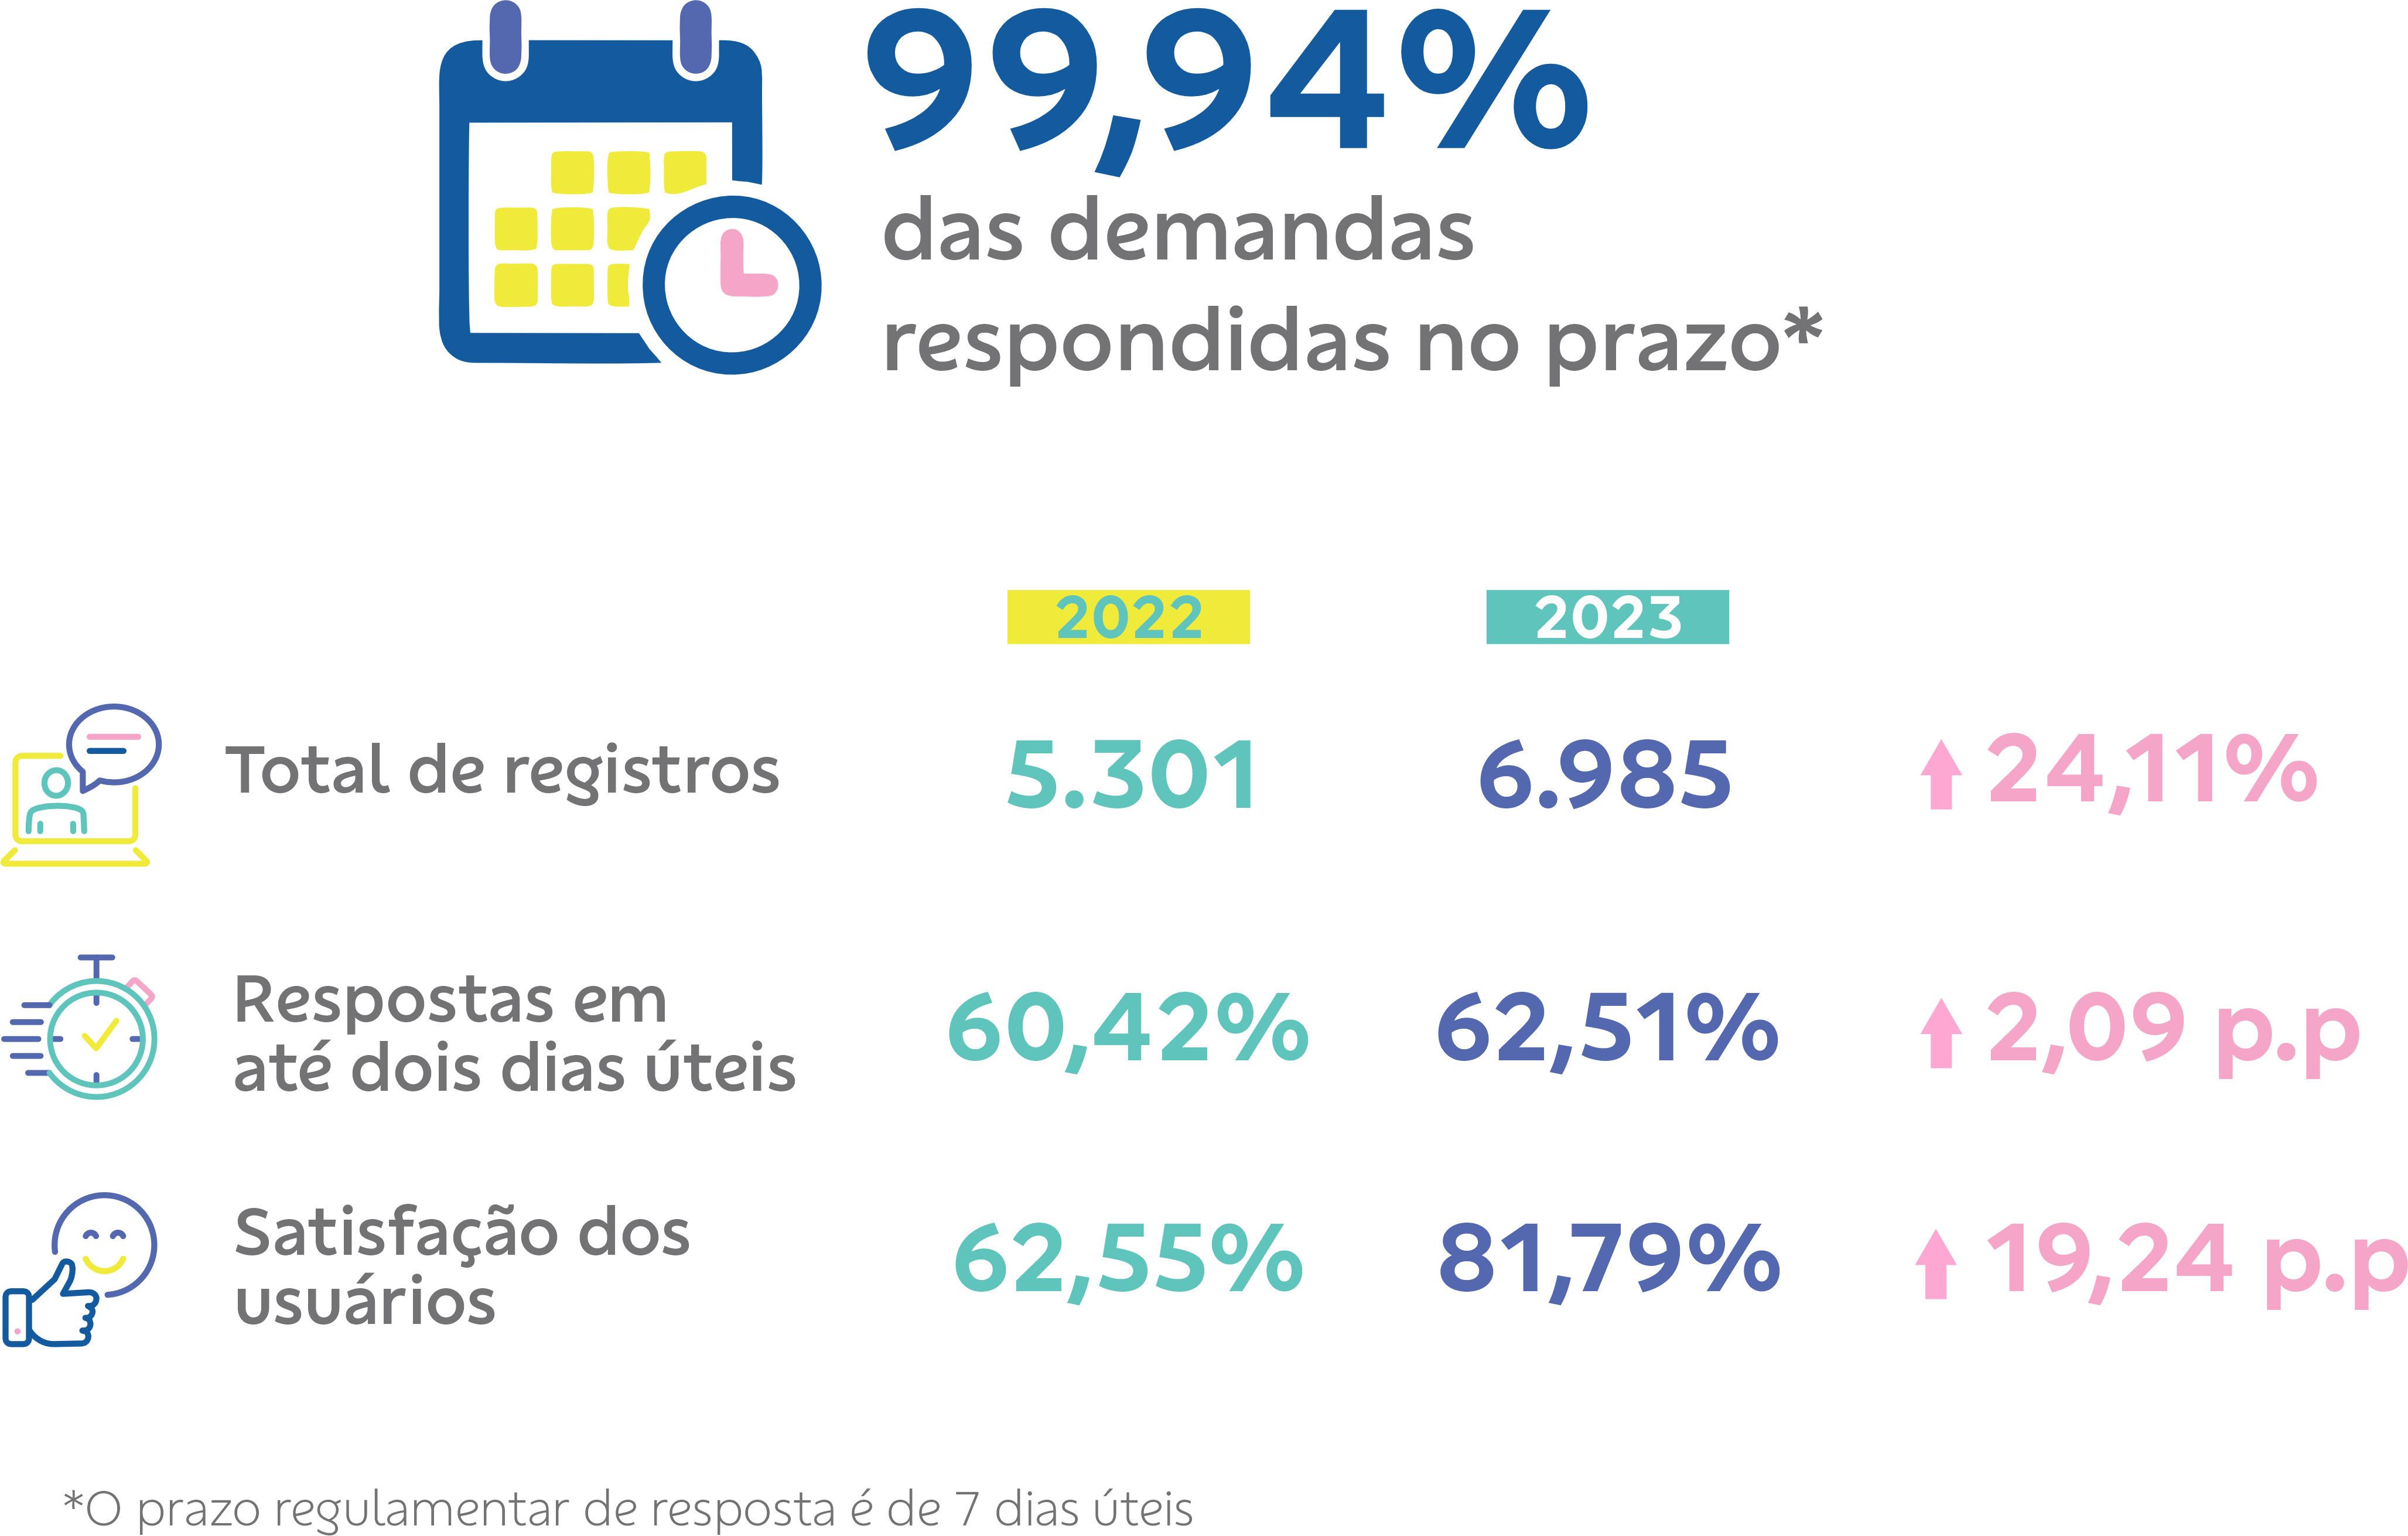 99,94%
das demandas
respondidas no prazo*
2022 2023
Total de registros 5.301 6.985 24,11%
Respostas em
até dois dias úteis 60,42% 62,51% 2,09 p.p
Satisfação dos
usuários 62,55% 81,79% 19,24 p.p
*O prazo regulamentar de resposta é de 7 dias úteis